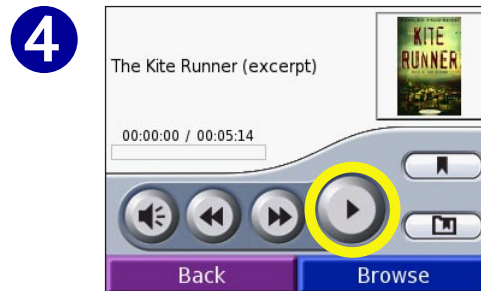 4
The Kite Runner (excerpt)
KITE
RUNNER
00:00:00 / 00:05:14
Back
Browse